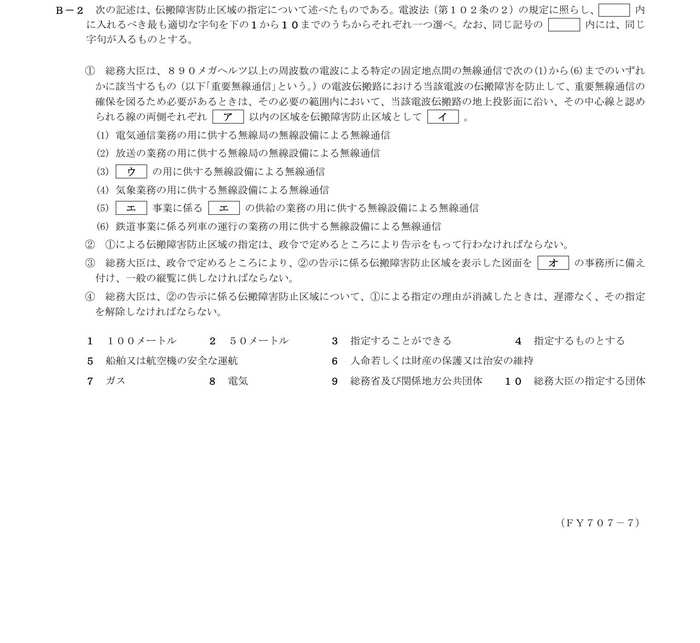 B－2　次の記述は、伝搬障害防止区域の指定について述べたものである。電波法（第１０２条の２）の規定に照らし、　　　内
に入れるべき最も適切な字句を下の1から10までのうちからそれぞれ一つ選べ。なお、同じ記号の　　　内には、同じ
字句が入るものとする。
①　総務大臣は、８９０メガヘルツ以上の周波数の電波による特定の固定地点間の無線通信で次の(1)から(6)までのいずれ
かに該当するもの（以下「重要無線通信」という。）の電波伝搬路における当該電波の伝搬障害を防止して、重要無線通信の
確保を図るため必要があるときは、その必要の範囲内において、当該電波伝搬路の地上投影面に沿い、その中心線と認め
られる線の両側それぞれ ア 以内の区域を伝搬障害防止区域として イ 。
(1) 電気通信業務の用に供する無線局の無線設備による無線通信
(2) 放送の業務の用に供する無線局の無線設備による無線通信
(3) ウ の用に供する無線設備による無線通信
(4) 気象業務の用に供する無線設備による無線通信
(5) エ 事業に係る エ の供給の業務の用に供する無線設備による無線通信
(6) 鉄道事業に係る列車の運行の業務の用に供する無線設備による無線通信
②　①による伝搬障害防止区域の指定は、政令で定めるところにより告示をもって行わなければならない。
③　総務大臣は、政令で定めるところにより、②の告示に係る伝搬障害防止区域を表示した図面を オ の事務所に備え
付け、一般の縦覧に供しなければならない。
④　総務大臣は、②の告示に係る伝搬障害防止区域について、①による指定の理由が消滅したときは、遅滞なく、その指定
を解除しなければならない。
1　１００メートル　2　５０メートル　3　指定することができる　4　指定するものとする
5　船舶又は航空機の安全な運航　6　人命若しくは財産の保護又は治安の維持
7　ガス　8　電気　9　総務省及び関係地方公共団体　10　総務大臣の指定する団体
（ＦＹ７０７－７）